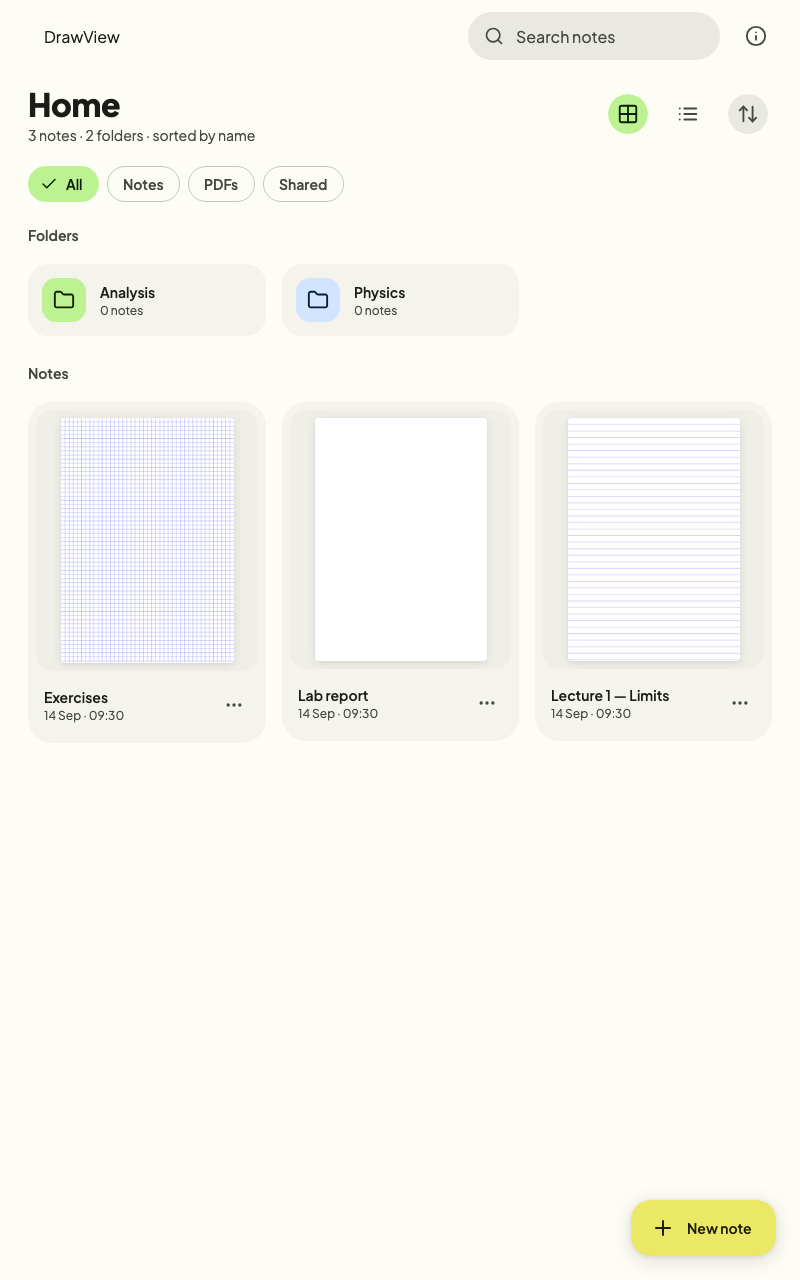 DrawView
Search notes
Home
3 notes · 2 folders · sorted by name
All
Notes
PDFs
Shared
Folders
Analysis
0 notes
Physics
0 notes
Notes
Exercises
14 Sep · 09:30
Lab report
14 Sep · 09:30
Lecture 1 — Limits
14 Sep · 09:30
New note